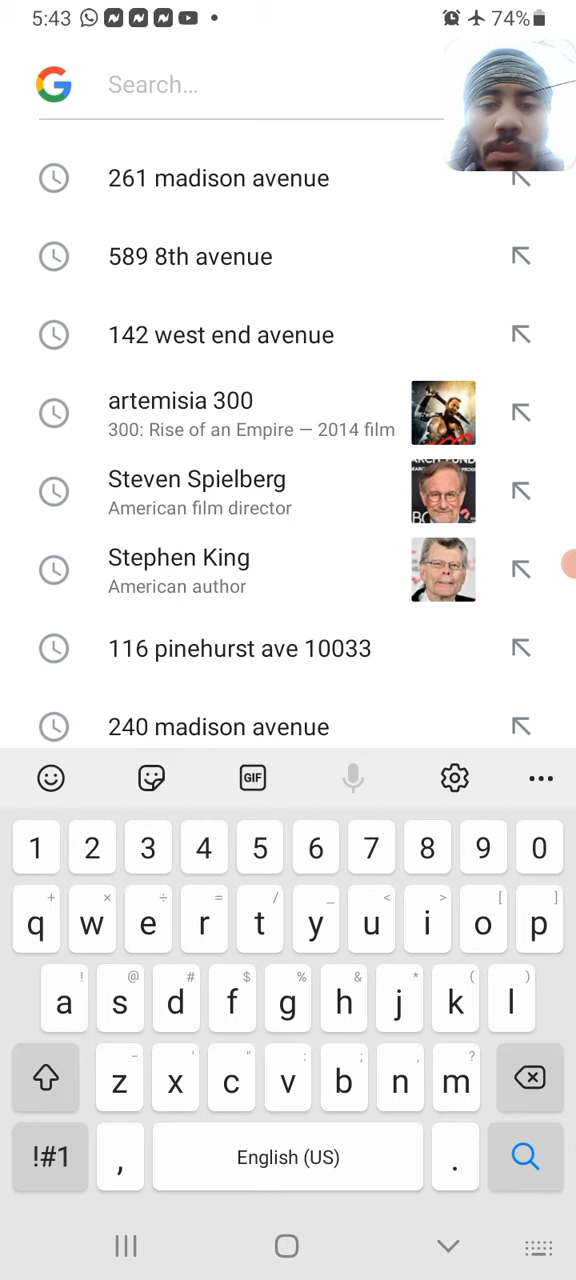 5:43 74%
Search...
261 madison avenue
589 8th avenue
142 west end avenue
artemisia 300
300: Rise of an Empire — 2014 film
Steven Spielberg
American film director
Stephen King
American author
116 pinehurst ave 10033
240 madison avenue
GIF
1 2 3 4 5 6 7 8 9 0
+ × ÷ = / _ < > [ ]
q w e r t y u i o p
! @ # $ % & * ( )
a s d f g h j k l
- ' " : ; , ?
z x c v b n m
!#1 , English (US) .